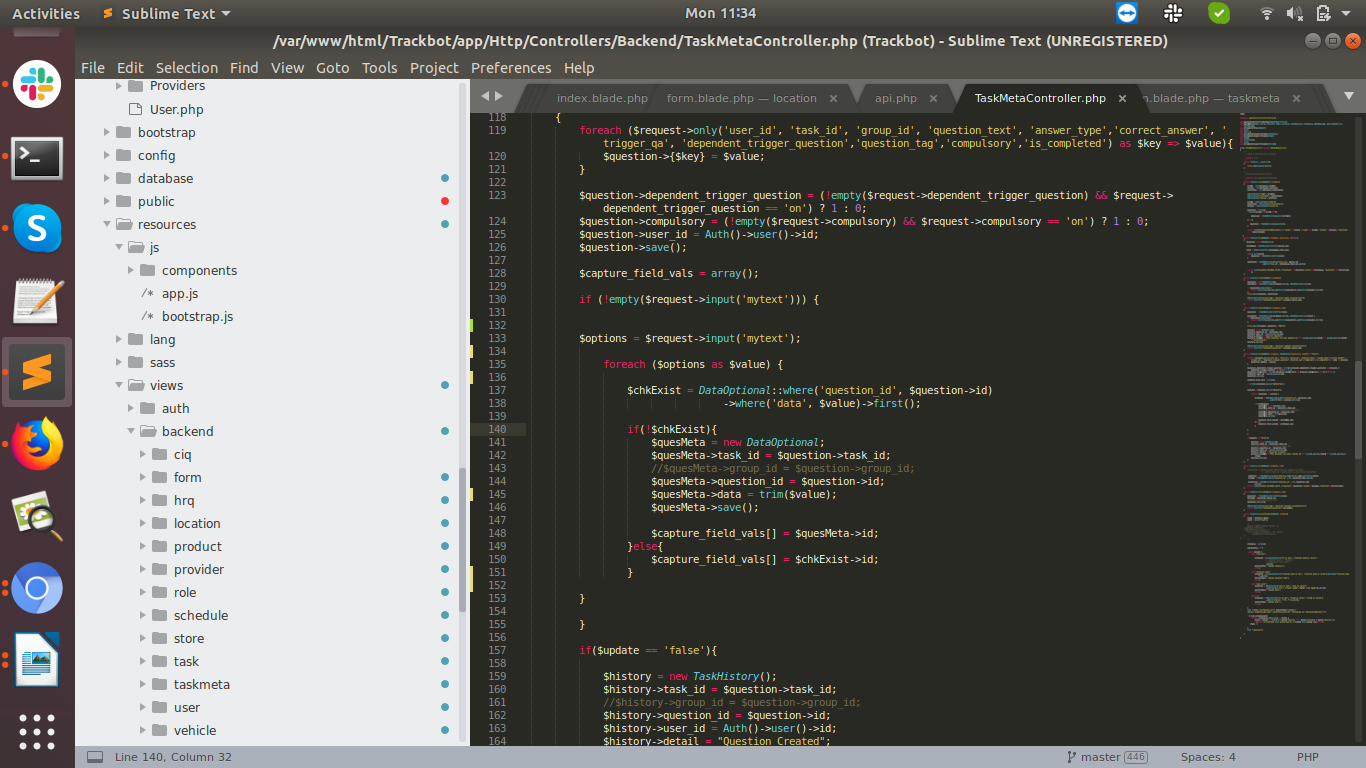 Activities Sublime Text Mon 11:34
/var/www/html/Trackbot/app/Http/Controllers/Backend/TaskMetaController.php (Trackbot) - Sublime Text (UNREGISTERED)
File Edit Selection Find View Goto Tools Project Preferences Help
Providers
User.php
bootstrap
config
database
public
resources
js
components
/* app.js
/* bootstrap.js
lang
sass
views
auth
backend
ciq
form
hrq
location
product
provider
role
schedule
store
task
taskmeta
user
vehicle
index.blade.php form.blade.php — location × api.php × TaskMetaController.php × n.blade.php — taskmeta ×
118 {
119 foreach ($request->only('user_id', 'task_id', 'group_id', 'question_text', 'answer_type','correct_answer', '
trigger_qa', 'dependent_trigger_question','question_tag','compulsory','is_completed') as $key => $value){
120 $question->{$key} = $value;
121 }
122
123 $question->dependent_trigger_question = (!empty($request->dependent_trigger_question) && $request->
dependent_trigger_question == 'on') ? 1 : 0;
124 $question->compulsory = (!empty($request->compulsory) && $request->compulsory == 'on') ? 1 : 0;
125 $question->user_id = Auth()->user()->id;
126 $question->save();
127
128 $capture_field_vals = array();
129
130 if (!empty($request->input('mytext'))) {
131
132
133 $options = $request->input('mytext');
134
135 foreach ($options as $value) {
136
137 $chkExist = DataOptional::where('question_id', $question->id)
138 ->where('data', $value)->first();
139
140 if(!$chkExist){
141 $quesMeta = new DataOptional;
142 $quesMeta->task_id = $question->task_id;
143 //$quesMeta->group_id = $question->group_id;
144 $quesMeta->question_id = $question->id;
145 $quesMeta->data = trim($value);
146 $quesMeta->save();
147
148 $capture_field_vals[] = $quesMeta->id;
149 }else{
150 $capture_field_vals[] = $chkExist->id;
151 }
152
153 }
154
155 }
156
157 if($update == 'false'){
158
159 $history = new TaskHistory();
160 $history->task_id = $question->task_id;
161 //$history->group_id = $question->group_id;
162 $history->question_id = $question->id;
163 $history->user_id = Auth()->user()->id;
164 $history->detail = "Question Created";
Line 140, Column 32 master 446 Spaces: 4 PHP